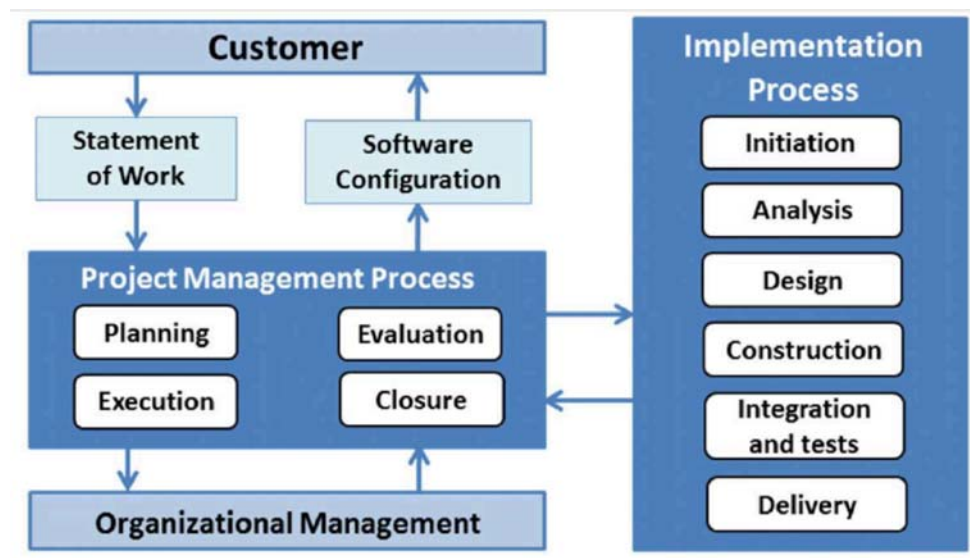 Customer
Statement
of Work
Software
Configuration
Project Management Process
Planning
Evaluation
Execution
Closure
Organizational Management
Implementation
Process
Initiation
Analysis
Design
Construction
Integration
and tests
Delivery